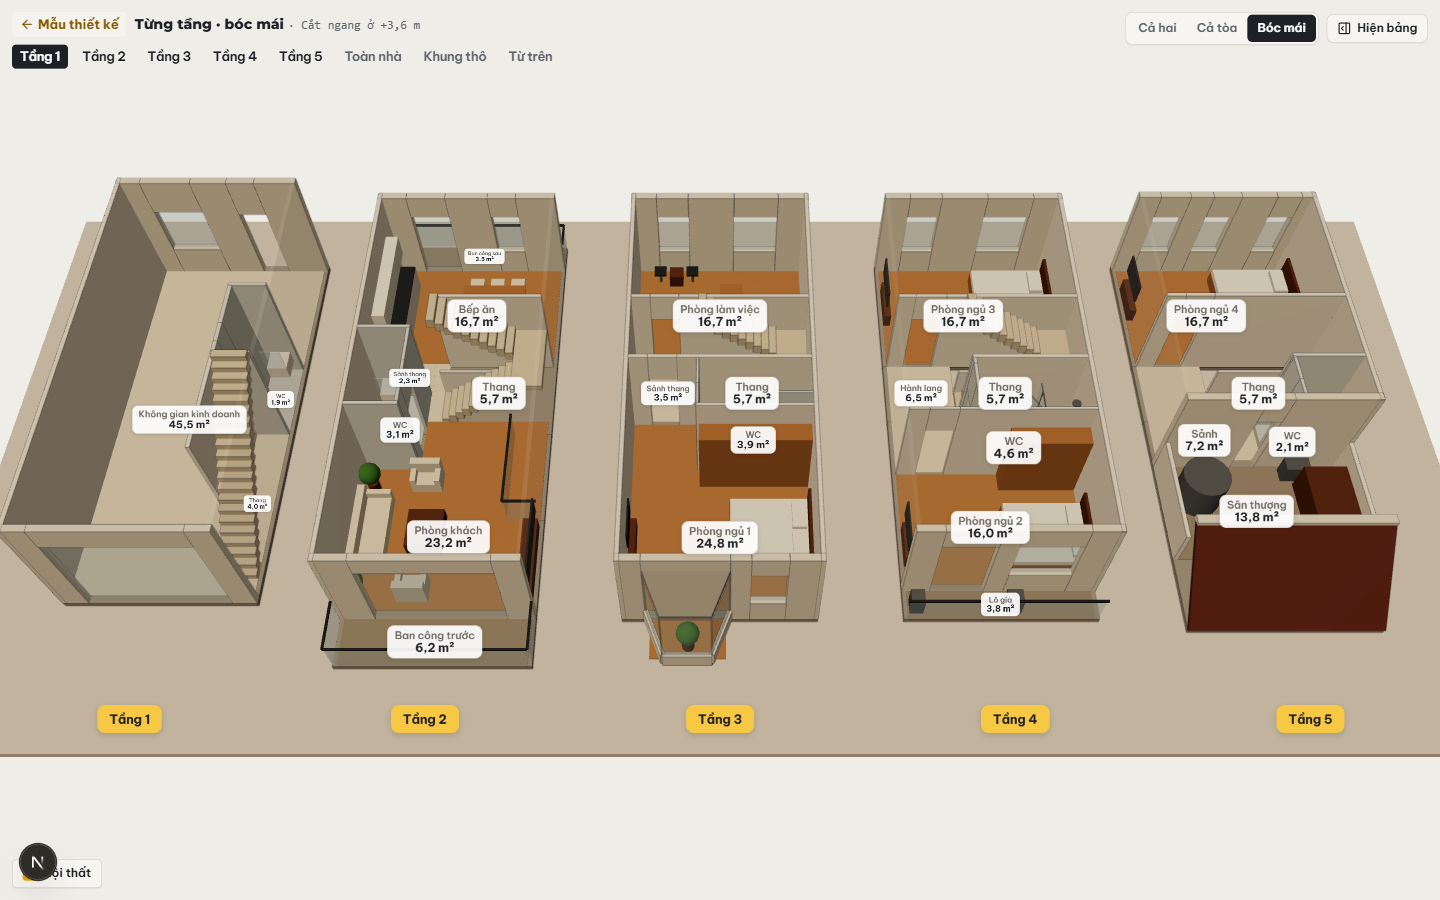 ← Mẫu thiết kế
Từng tầng · bóc mái · Cắt ngang ở +3,6 m
Cả hai
Cả tòa
Bóc mái
Hiện bảng
Tầng 1
Tầng 2
Tầng 3
Tầng 4
Tầng 5
Toàn nhà
Khung thô
Từ trên
Không gian kinh doanh
45,5 m²
WC
1,9 m²
Thang
4,0 m²
Ban công sau
3,5 m²
Bếp ăn
16,7 m²
Sảnh thang
2,3 m²
Thang
5,7 m²
WC
3,1 m²
Phòng khách
23,2 m²
Ban công trước
6,2 m²
Phòng làm việc
16,7 m²
Sảnh thang
3,5 m²
Thang
5,7 m²
WC
3,9 m²
Phòng ngủ 1
24,8 m²
Phòng ngủ 3
16,7 m²
Hành lang
6,5 m²
Thang
5,7 m²
WC
4,6 m²
Phòng ngủ 2
16,0 m²
Lô gia
3,8 m²
Phòng ngủ 4
16,7 m²
Thang
5,7 m²
Sảnh
7,2 m²
WC
2,1 m²
Sân thượng
13,8 m²
Tầng 1
Tầng 2
Tầng 3
Tầng 4
Tầng 5
N
thất